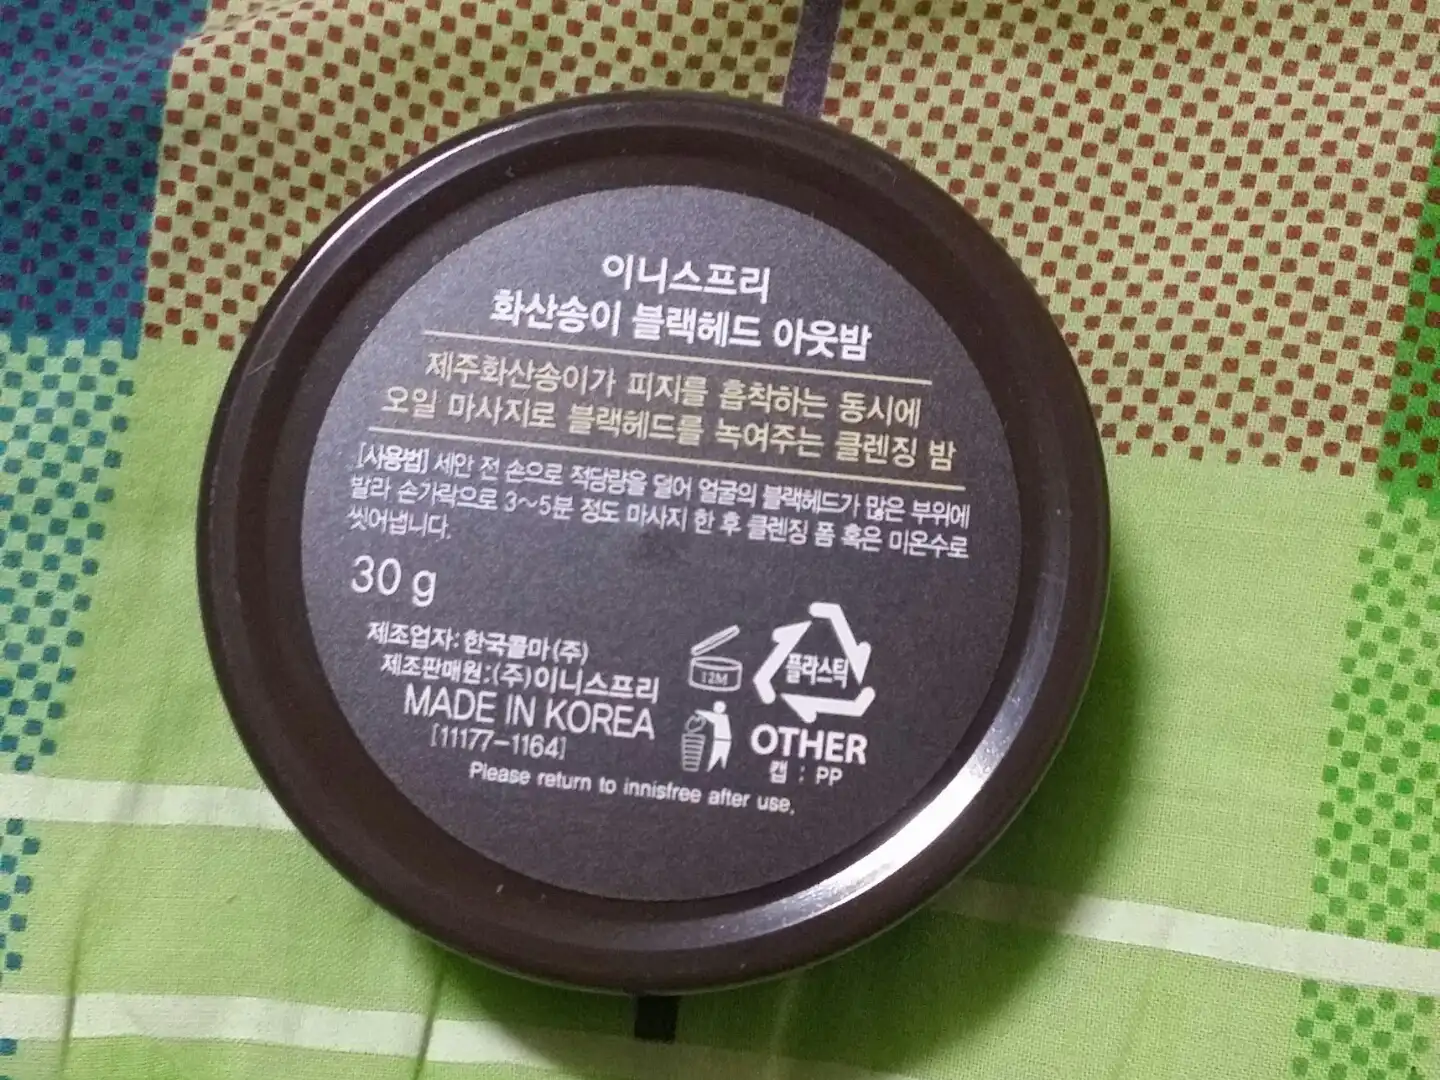 이니스프리
화산송이 블랙헤드 아웃밤
제주화산송이가 피지를 흡착하는 동시에
오일 마사지로 블랙헤드를 녹여주는 클렌징 밤
[사용법] 세안 전 손으로 적당량을 덜어 얼굴의 블랙헤드가 많은 부위에
발라 손가락으로 3~5분 정도 마사지 한 후 클렌징 폼 혹은 미온수로
씻어냅니다.
30 g
제조업자:한국콜마(주)
제조판매원:(주)이니스프리
MADE IN KOREA
[11177-1164]
12M
플라스틱
OTHER
캡 : PP
Please return to innisfree after use.